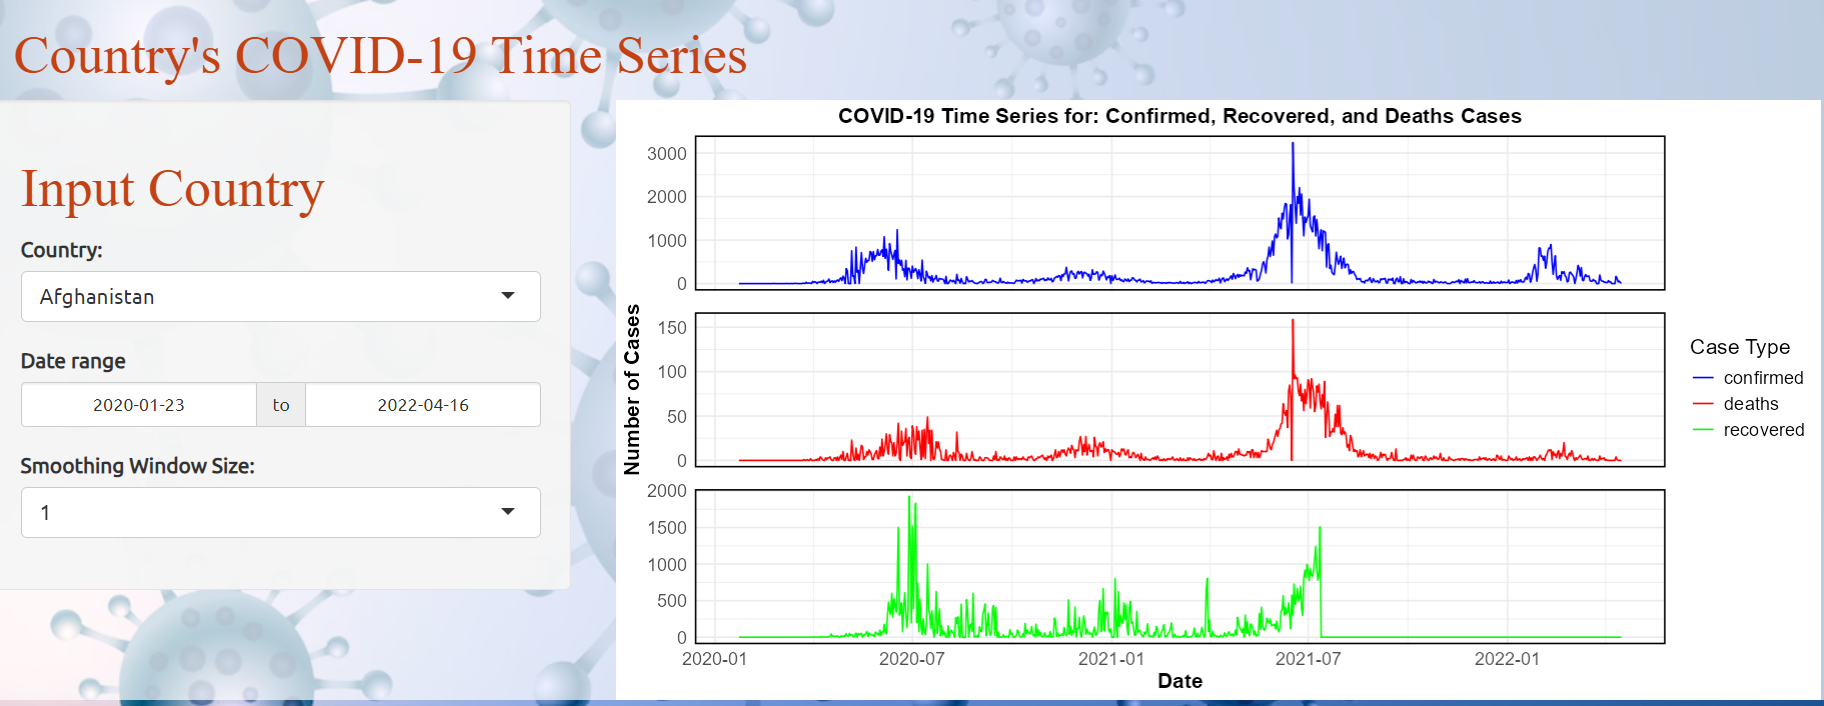 Country's COVID-19 Time Series
Input Country
Country:
Afghanistan
Date range
2020-01-23 to 2022-04-16
Smoothing Window Size:
1
COVID-19 Time Series for: Confirmed, Recovered, and Deaths Cases
Number of Cases
3000
2000
1000
0
150
100
50
0
2000
1500
1000
500
0
2020-01 2020-07 2021-01 2021-07 2022-01
Date
Case Type
confirmed
deaths
recovered